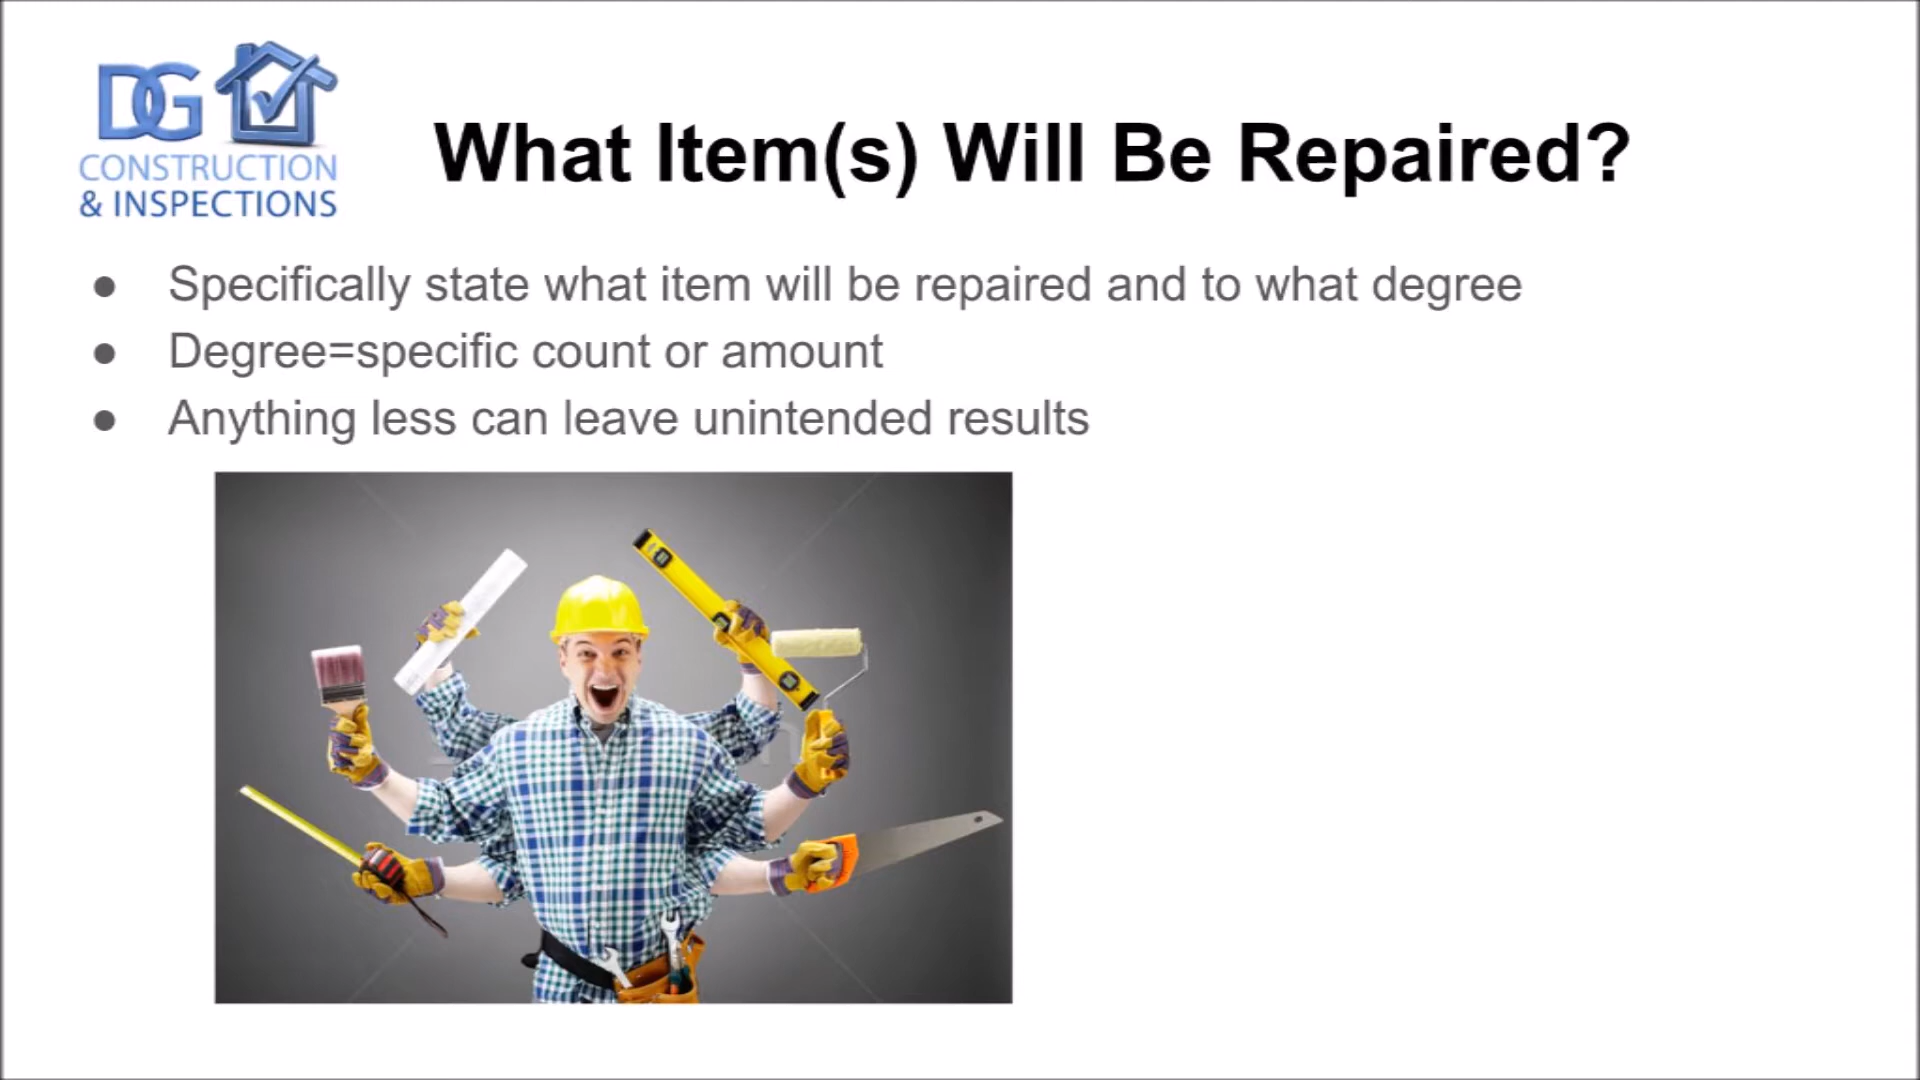 DG
CONSTRUCTION
& INSPECTIONS
What Item(s) Will Be Repaired?
● Specifically state what item will be repaired and to what degree
● Degree=specific count or amount
● Anything less can leave unintended results